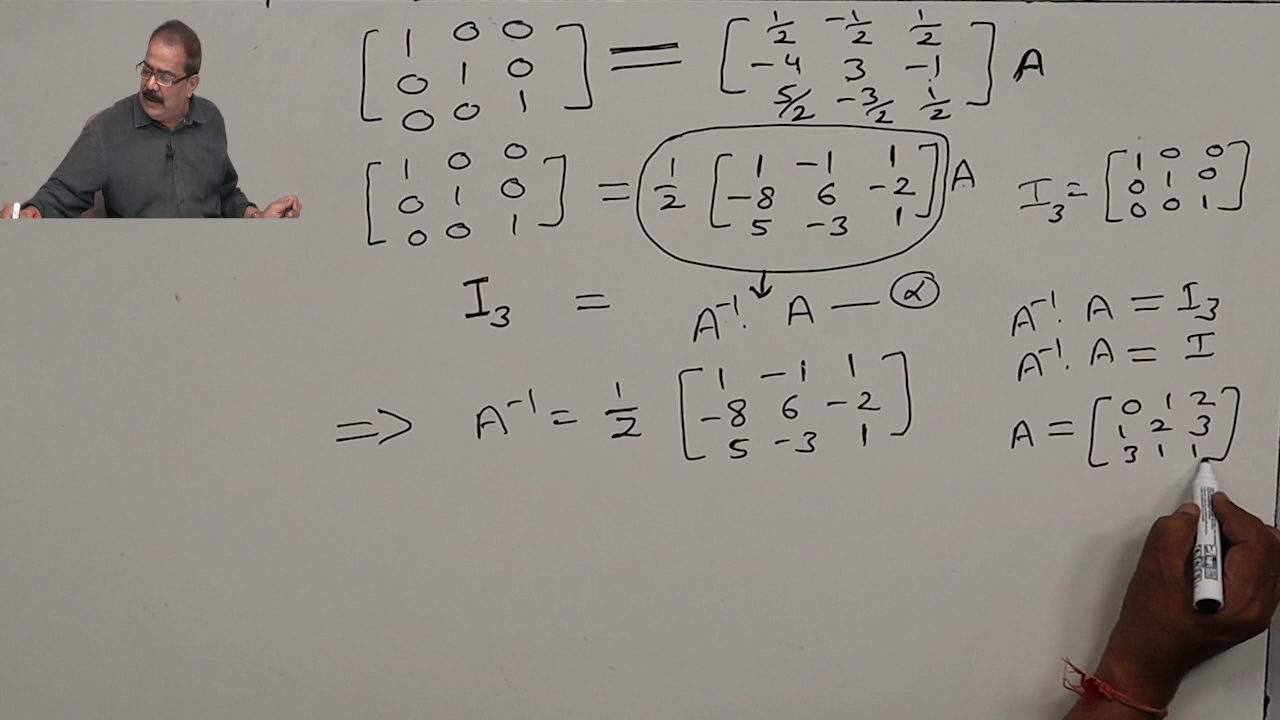 [1 0 0; 0 1 0; 0 0 1] = [1/2 -1/2 1/2; -4 3 -1; 5/2 -3/2 1/2] A
[1 0 0; 0 1 0; 0 0 1] = 1/2 [1 -1 1; -8 6 -2; 5 -3 1] A
I₃ = [1 0 0; 0 1 0; 0 0 1]
I₃ = A⁻¹. A — α
A⁻¹. A = I₃
A⁻¹. A = I
=> A⁻¹ = 1/2 [1 -1 1; -8 6 -2; 5 -3 1]
A = [0 1 2; 1 2 3; 3 1 1]